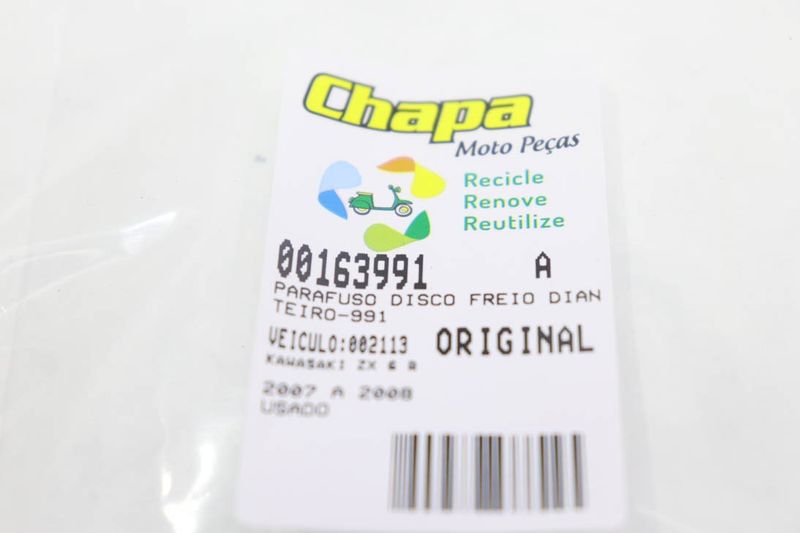 Chapa
Moto Peças
Recicle
Renove
Reutilize
00163991 A
PARAFUSO DISCO FREIO DIAN
TEIRO-991
VEICULO:002113 ORIGINAL
KAWASAKI ZX 6 R
2007 A 2008
USADO